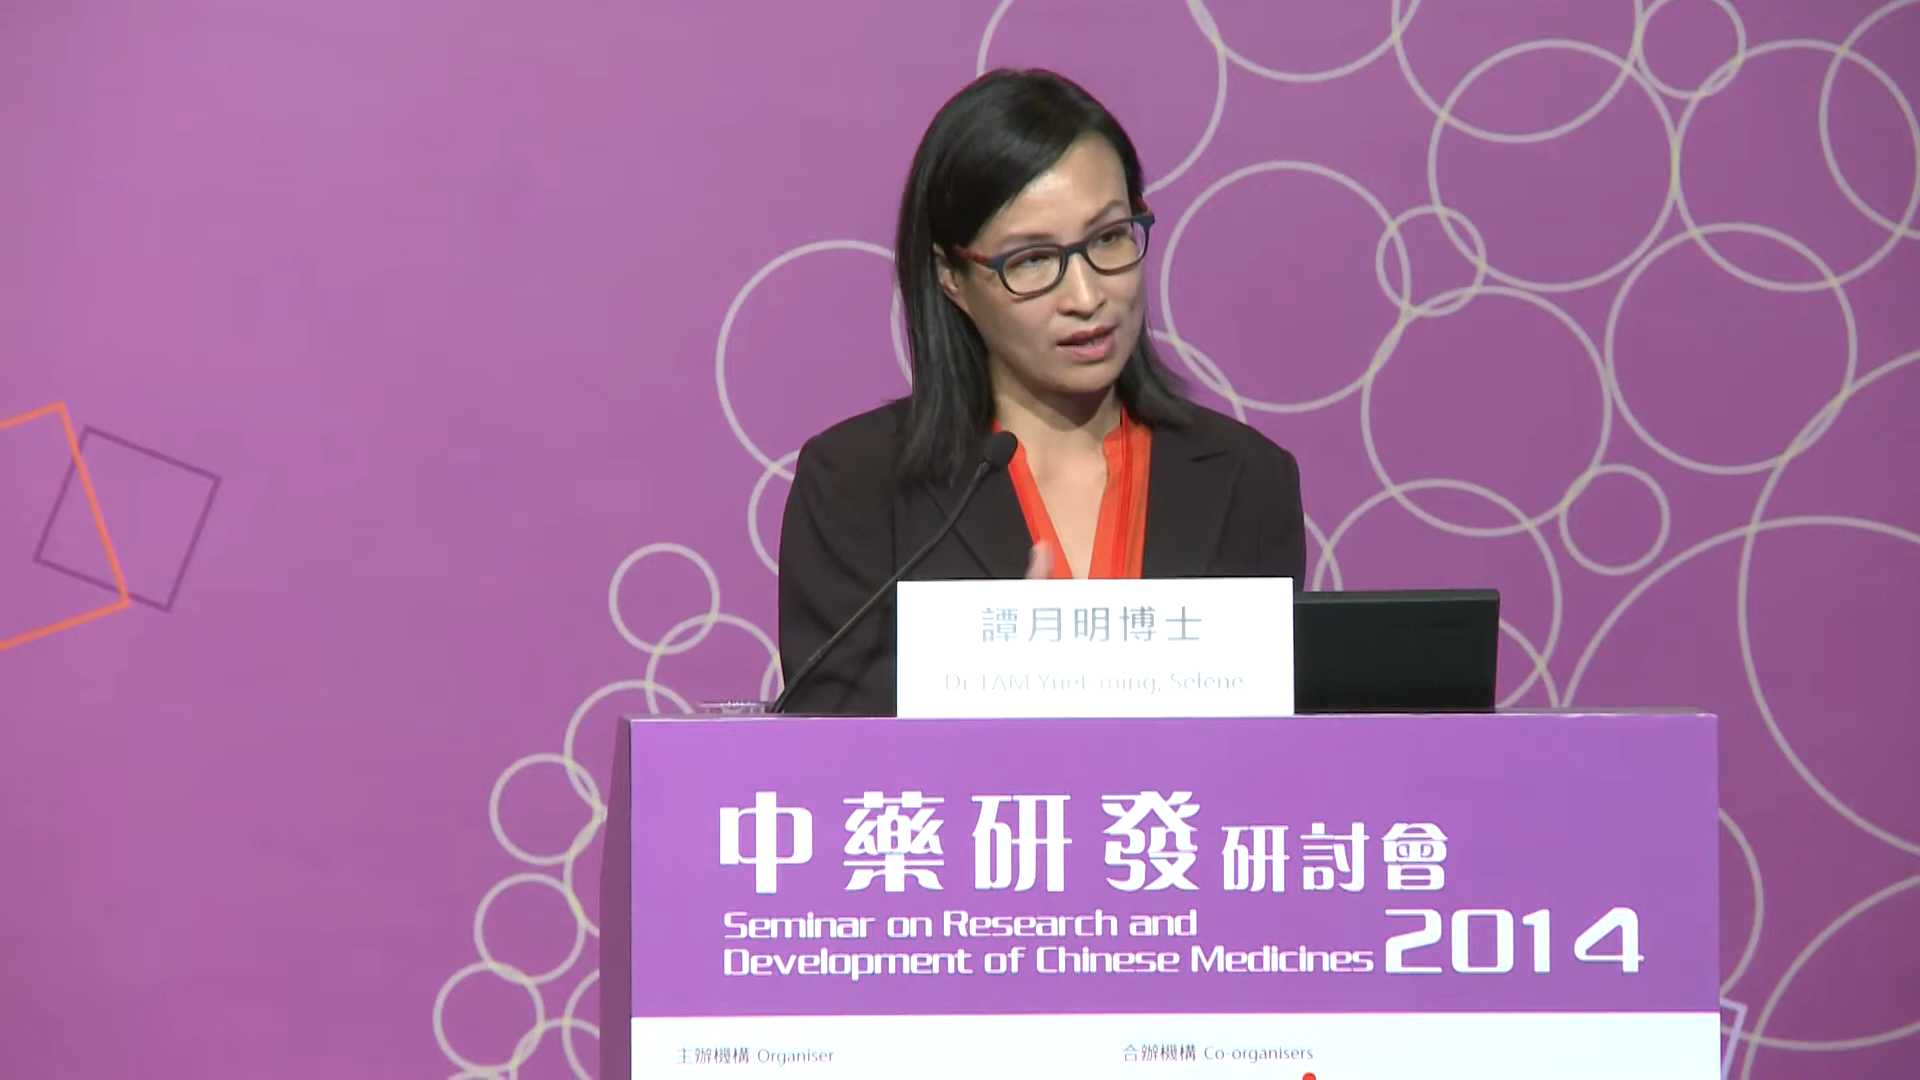 譚月明博士
Dr TAM Yuet-ming, Selene
中藥研發研討會
Seminar on Research and
Development of Chinese Medicines 2014
主辦機構 Organiser
合辦機構 Co-organisers